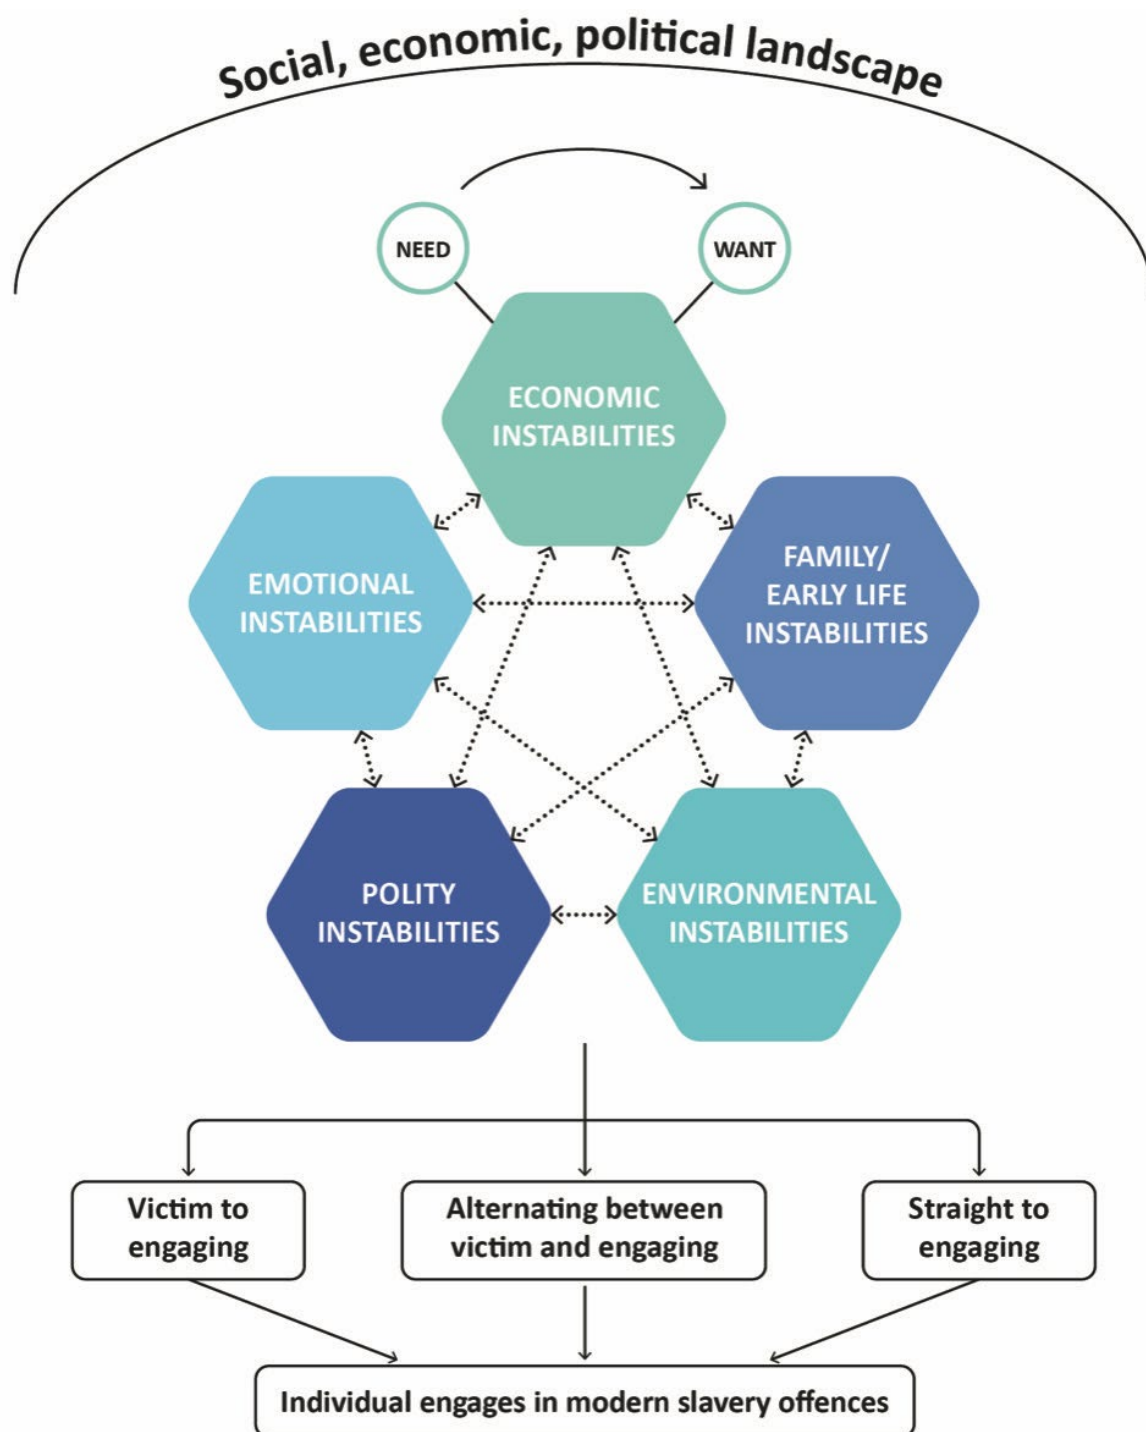 Social, economic, political landscape
NEED
WANT
ECONOMIC
INSTABILITIES
EMOTIONAL
INSTABILITIES
FAMILY/
EARLY LIFE
INSTABILITIES
POLITY
INSTABILITIES
ENVIRONMENTAL
INSTABILITIES
Victim to
engaging
Alternating between
victim and engaging
Straight to
engaging
Individual engages in modern slavery offences